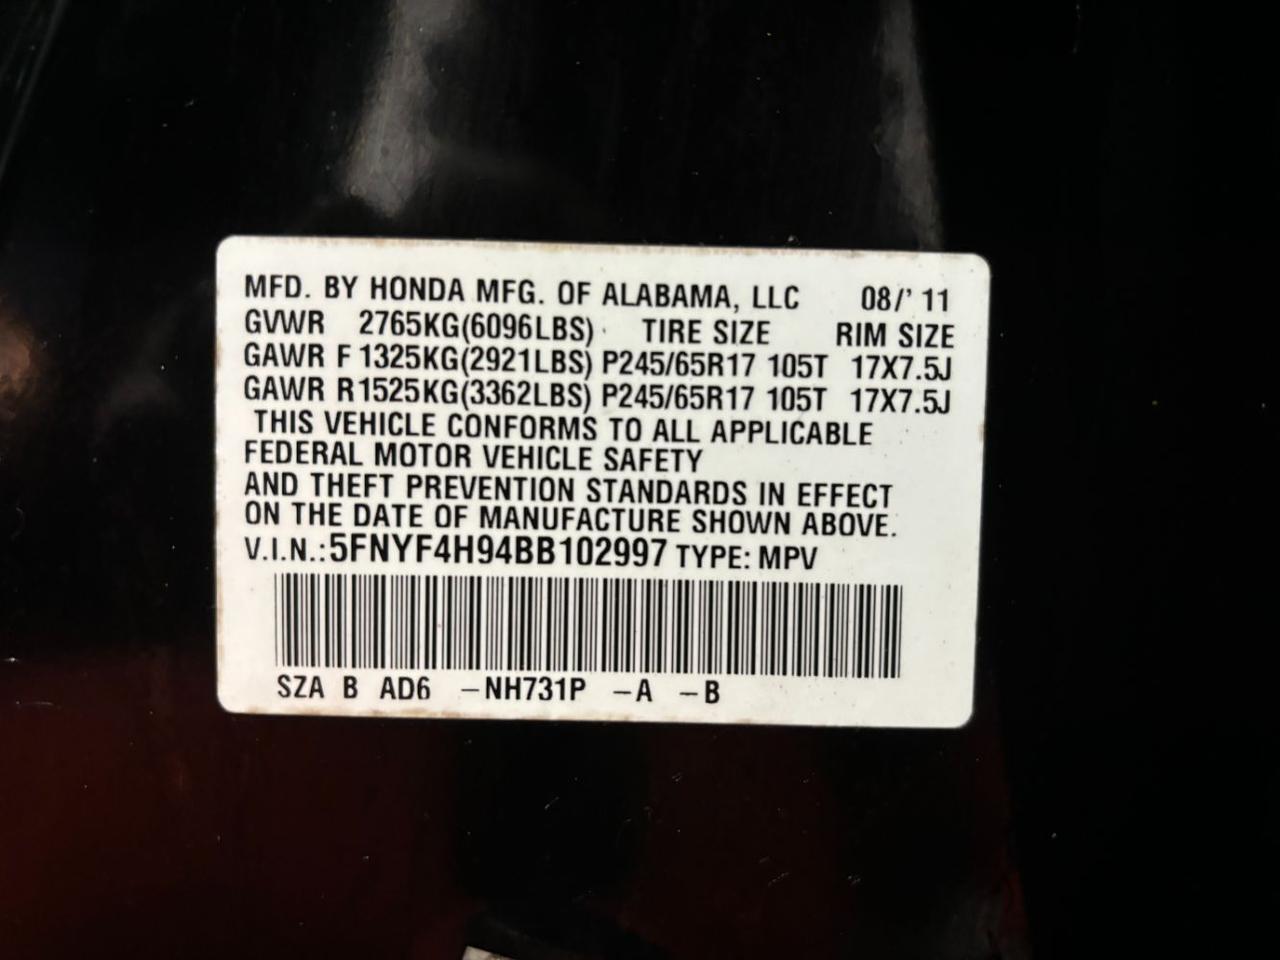 MFD. BY HONDA MFG. OF ALABAMA, LLC 08/' 11
GVWR 2765KG(6096LBS) TIRE SIZE RIM SIZE
GAWR F 1325KG(2921LBS) P245/65R17 105T 17X7.5J
GAWR R1525KG(3362LBS) P245/65R17 105T 17X7.5J
THIS VEHICLE CONFORMS TO ALL APPLICABLE
FEDERAL MOTOR VEHICLE SAFETY
AND THEFT PREVENTION STANDARDS IN EFFECT
ON THE DATE OF MANUFACTURE SHOWN ABOVE.
V.I.N.:5FNYF4H94BB102997 TYPE: MPV
SZA B AD6 -NH731P -A -B